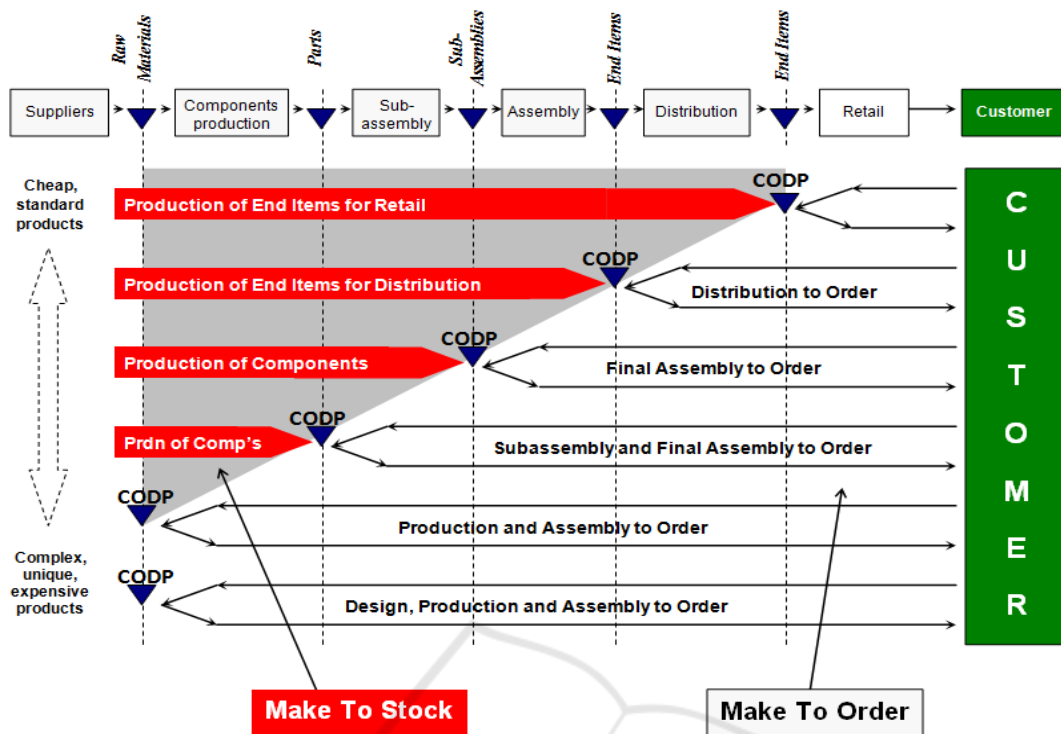 Raw
Materials
Parts
Sub-
Assemblies
End Items
End Items
Suppliers
Components
production
Sub-
assembly
Assembly
Distribution
Retail
Customer
Cheap,
standard
products
CODP
Production of End Items for Retail
CODP
Production of End Items for Distribution
Distribution to Order
CODP
Production of Components
Final Assembly to Order
CODP
Prdn of Comp's
Subassembly and Final Assembly to Order
CODP
Production and Assembly to Order
Complex,
unique,
expensive
products
CODP
Design, Production and Assembly to Order
C
U
S
T
O
M
E
R
Make To Stock
Make To Order